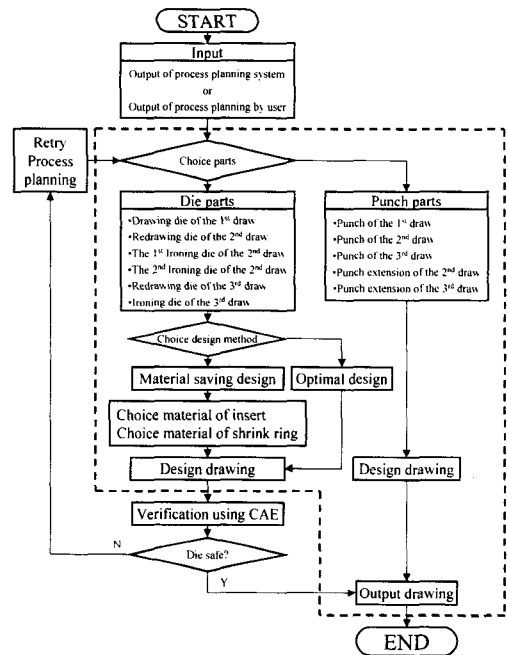 START
Input
Output of process planning system
or
Output of process planning by user
Retry
Process
planning
Choice parts
Die parts
•Drawing die of the 1st draw
•Redrawing die of the 2nd draw
•The 1st Ironing die of the 2nd draw
•The 2nd Ironing die of the 2nd draw
•Redrawing die of the 3rd draw
•Ironing die of the 3rd draw
Punch parts
•Punch of the 1st draw
•Punch of the 2nd draw
•Punch of the 3rd draw
•Punch extension of the 2nd draw
•Punch extension of the 3rd draw
Choice design method
Material saving design
Optimal design
Choice material of insert
Choice material of shrink ring
Design drawing
Design drawing
Verification using CAE
N
Die safe?
Y
Output drawing
END